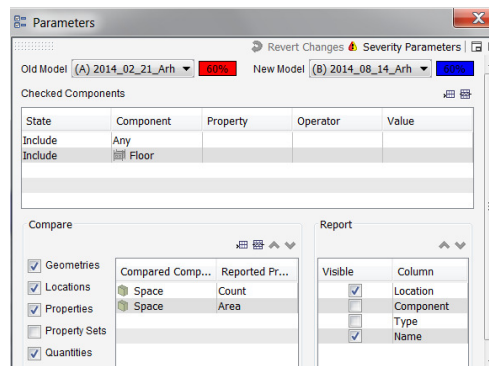 Parameters
Revert Changes Severity Parameters
Old Model (A) 2014_02_21_Arh 60% New Model (B) 2014_08_14_Arh 60%
Checked Components
State Component Property Operator Value
Include Any
Include Floor
Compare
Geometries
Locations
Properties
Property Sets
Quantities
Compared Comp... Reported Pr...
Space Count
Space Area
Report
Visible Column
Location
Component
Type
Name